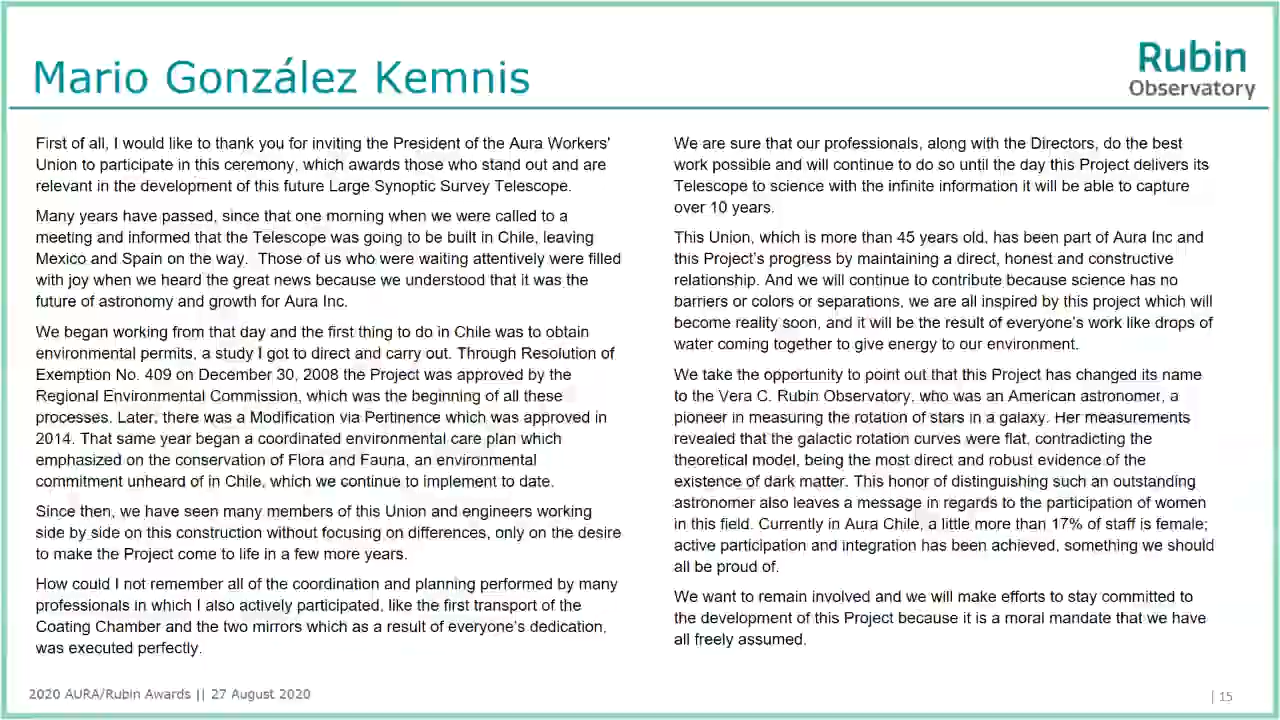 Mario González Kemnis
Rubin
Observatory
First of all, I would like to thank you for inviting the President of the Aura Workers'
Union to participate in this ceremony, which awards those who stand out and are
relevant in the development of this future Large Synoptic Survey Telescope.
Many years have passed, since that one morning when we were called to a
meeting and informed that the Telescope was going to be built in Chile, leaving
Mexico and Spain on the way.  Those of us who were waiting attentively were filled
with joy when we heard the great news because we understood that it was the
future of astronomy and growth for Aura Inc.
We began working from that day and the first thing to do in Chile was to obtain
environmental permits, a study I got to direct and carry out. Through Resolution of
Exemption No. 409 on December 30, 2008 the Project was approved by the
Regional Environmental Commission, which was the beginning of all these
processes. Later, there was a Modification via Pertinence which was approved in
2014. That same year began a coordinated environmental care plan which
emphasized on the conservation of Flora and Fauna, an environmental
commitment unheard of in Chile, which we continue to implement to date.
Since then, we have seen many members of this Union and engineers working
side by side on this construction without focusing on differences, only on the desire
to make the Project come to life in a few more years.
How could I not remember all of the coordination and planning performed by many
professionals in which I also actively participated, like the first transport of the
Coating Chamber and the two mirrors which as a result of everyone's dedication,
was executed perfectly.
We are sure that our professionals, along with the Directors, do the best
work possible and will continue to do so until the day this Project delivers its
Telescope to science with the infinite information it will be able to capture
over 10 years.
This Union, which is more than 45 years old, has been part of Aura Inc and
this Project's progress by maintaining a direct, honest and constructive
relationship. And we will continue to contribute because science has no
barriers or colors or separations, we are all inspired by this project which will
become reality soon, and it will be the result of everyone's work like drops of
water coming together to give energy to our environment.
We take the opportunity to point out that this Project has changed its name
to the Vera C. Rubin Observatory, who was an American astronomer, a
pioneer in measuring the rotation of stars in a galaxy. Her measurements
revealed that the galactic rotation curves were flat, contradicting the
theoretical model, being the most direct and robust evidence of the
existence of dark matter. This honor of distinguishing such an outstanding
astronomer also leaves a message in regards to the participation of women
in this field. Currently in Aura Chile, a little more than 17% of staff is female;
active participation and integration has been achieved, something we should
all be proud of.
We want to remain involved and we will make efforts to stay committed to
the development of this Project because it is a moral mandate that we have
all freely assumed.
2020 AURA/Rubin Awards || 27 August 2020
| 15